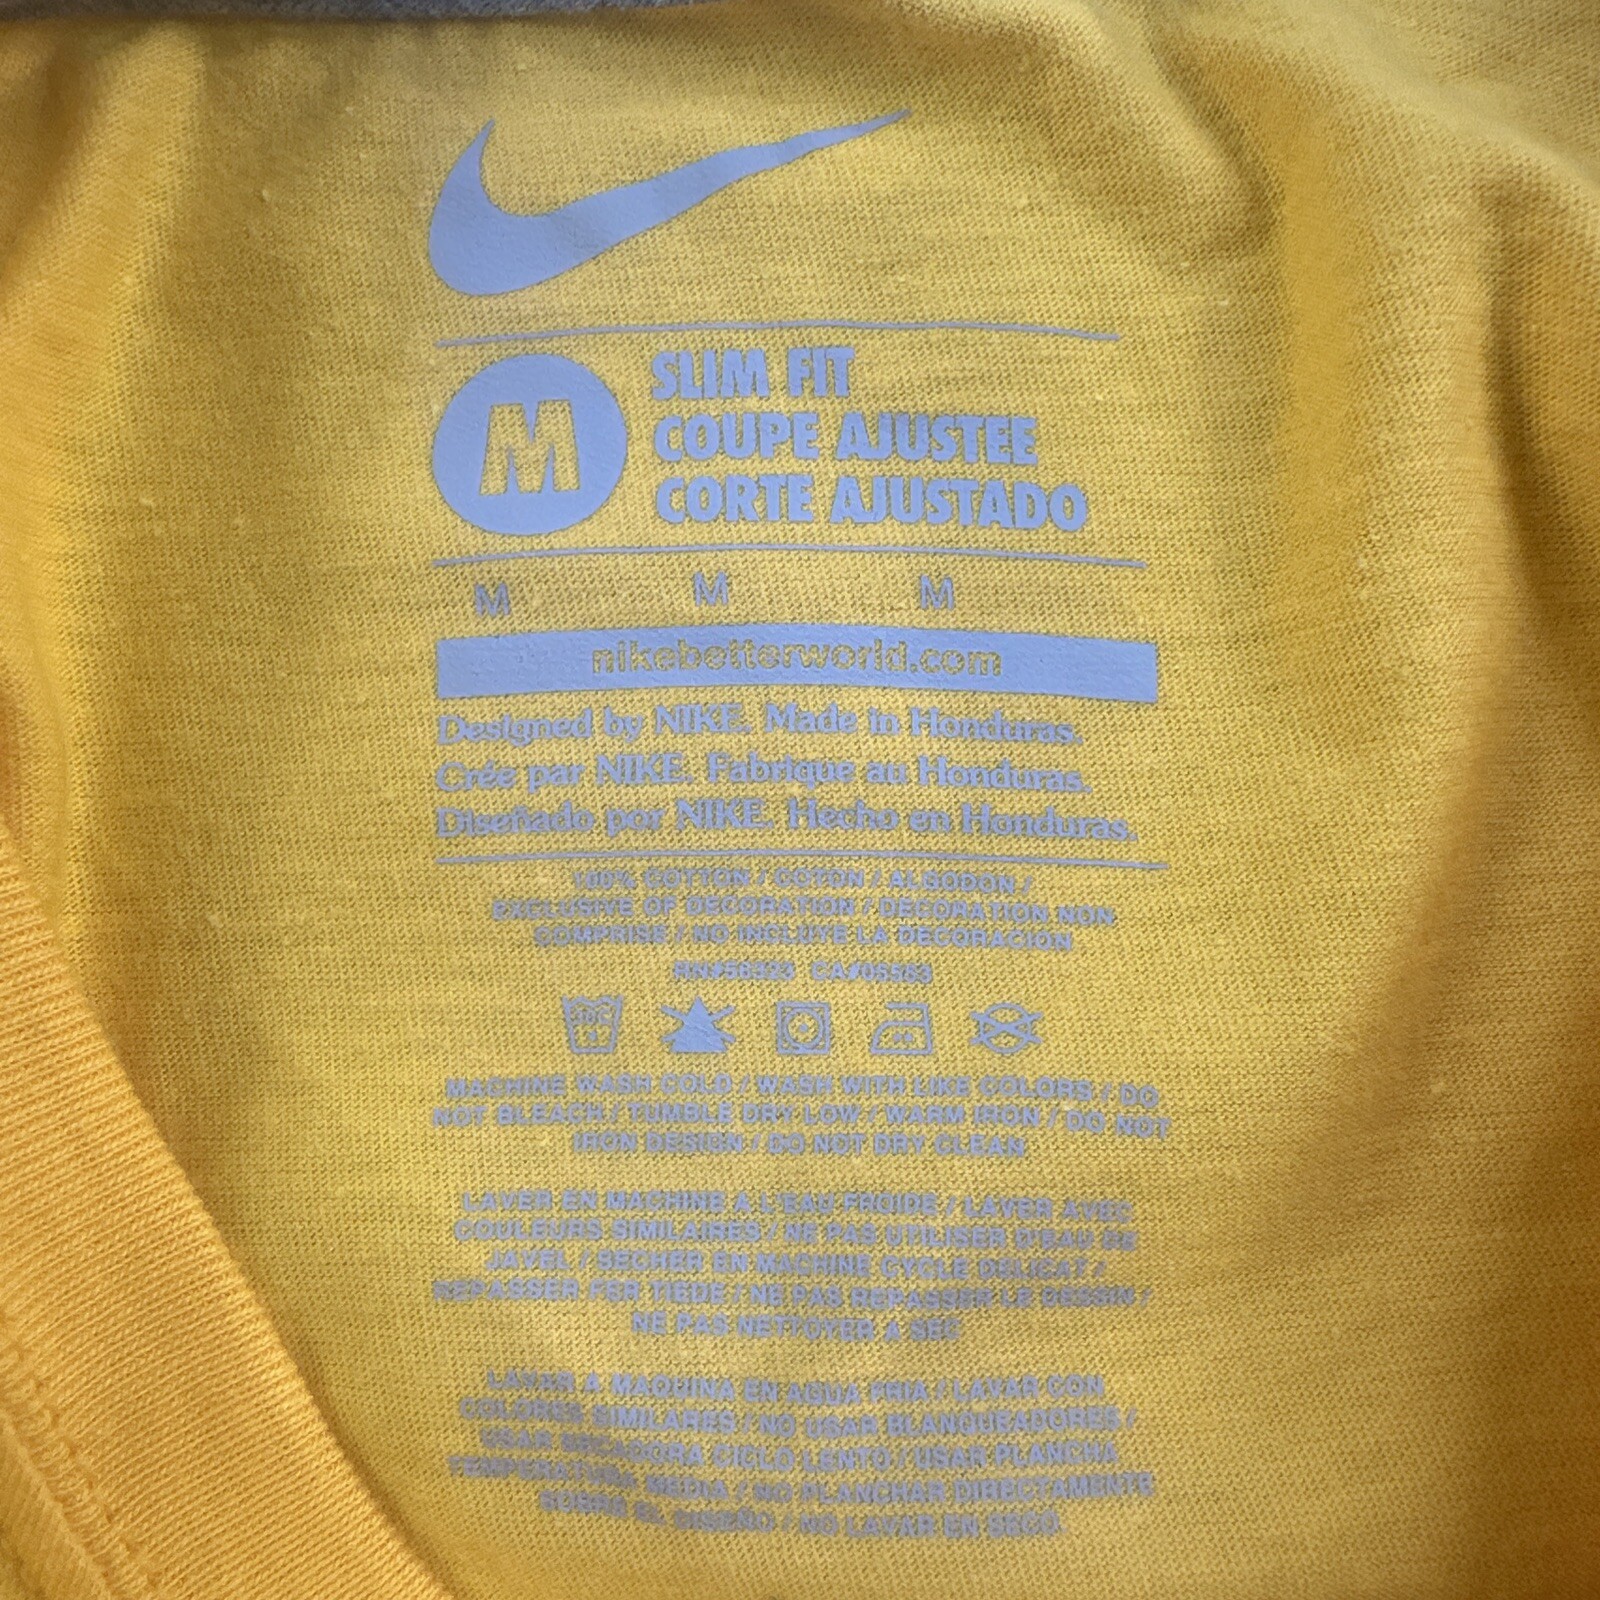 M
SLIM FIT
COUPE AJUSTEE
CORTE AJUSTADO
M M M
nikebetterworld.com
Designed by NIKE. Made in Honduras.
Crée par NIKE. Fabrique au Honduras.
Diseñado por NIKE. Hecho en Honduras.
100% COTTON / COTON / ALGODON /
EXCLUSIVE OF DECORATION / DECORATION NON
COMPRISE / NO INCLUYE LA DECORACION
RN#56323 CA#05553
MACHINE WASH COLD / WASH WITH LIKE COLORS / DO
NOT BLEACH / TUMBLE DRY LOW / WARM IRON / DO NOT
IRON DESIGN / DO NOT DRY CLEAN
LAVER EN MACHINE A L'EAU FROIDE / LAVER AVEC
COULEURS SIMILAIRES / NE PAS UTILISER D'EAU DE
JAVEL / SECHER EN MACHINE CYCLE DELICAT /
REPASSER FER TIEDE / NE PAS REPASSER LE DESSIN /
NE PAS NETTOYER A SEC
LAVAR A MAQUINA EN AGUA FRIA / LAVAR CON
COLORES SIMILARES / NO USAR BLANQUEADORES /
USAR SECADORA CICLO LENTO / USAR PLANCHA
TEMPERATURA MEDIA / NO PLANCHAR DIRECTAMENTE
SOBRE EL DISEÑO / NO LAVAR EN SECO